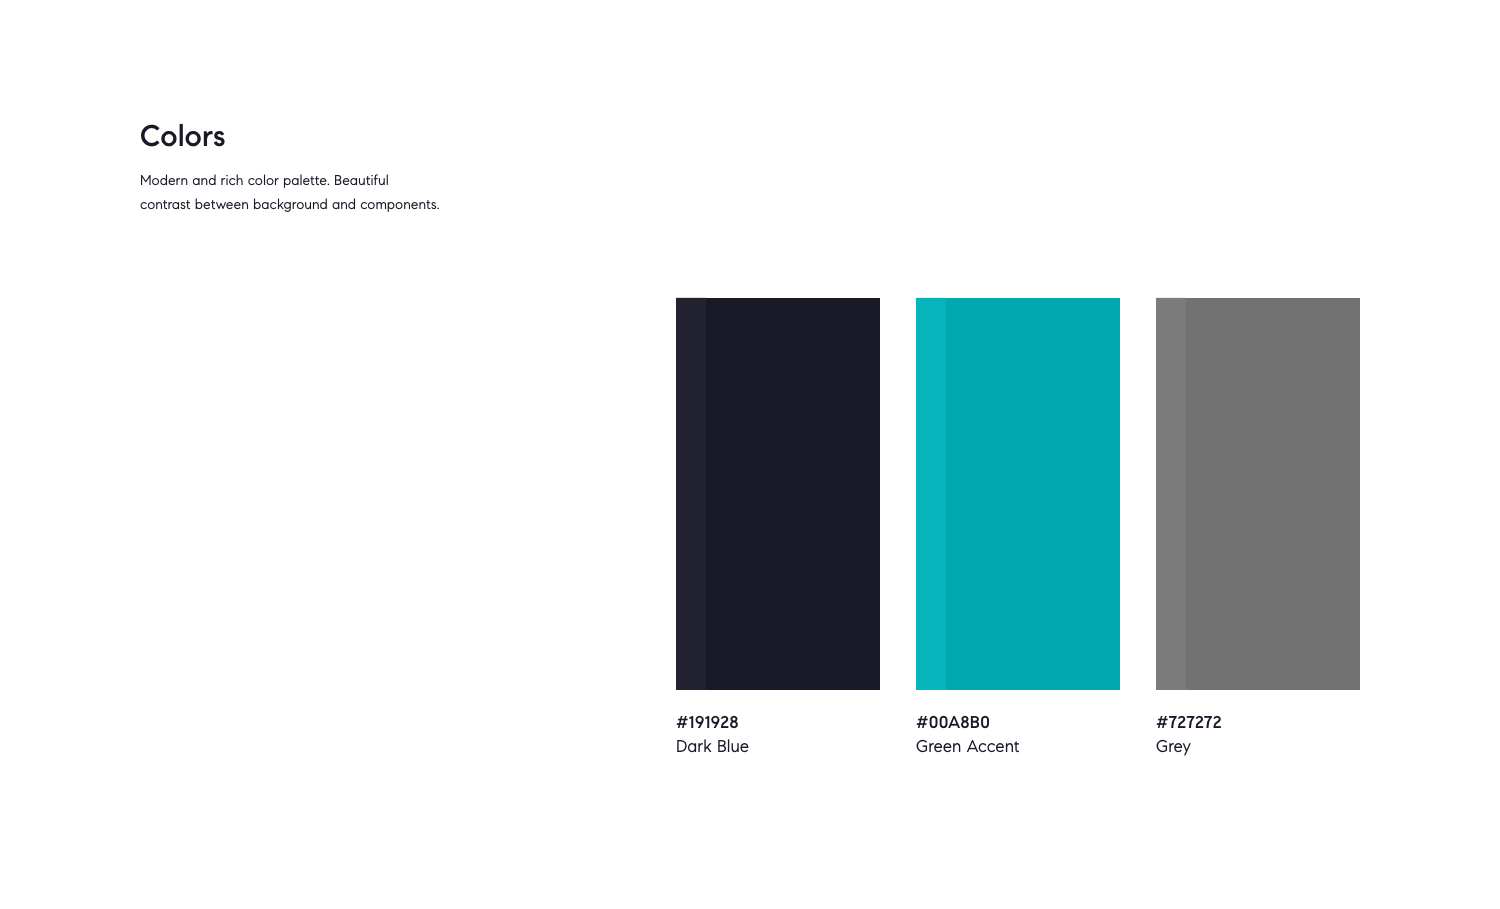 Colors
Modern and rich color palette. Beautiful
contrast between background and components.
#191928
Dark Blue
#00A8B0
Green Accent
#727272
Grey